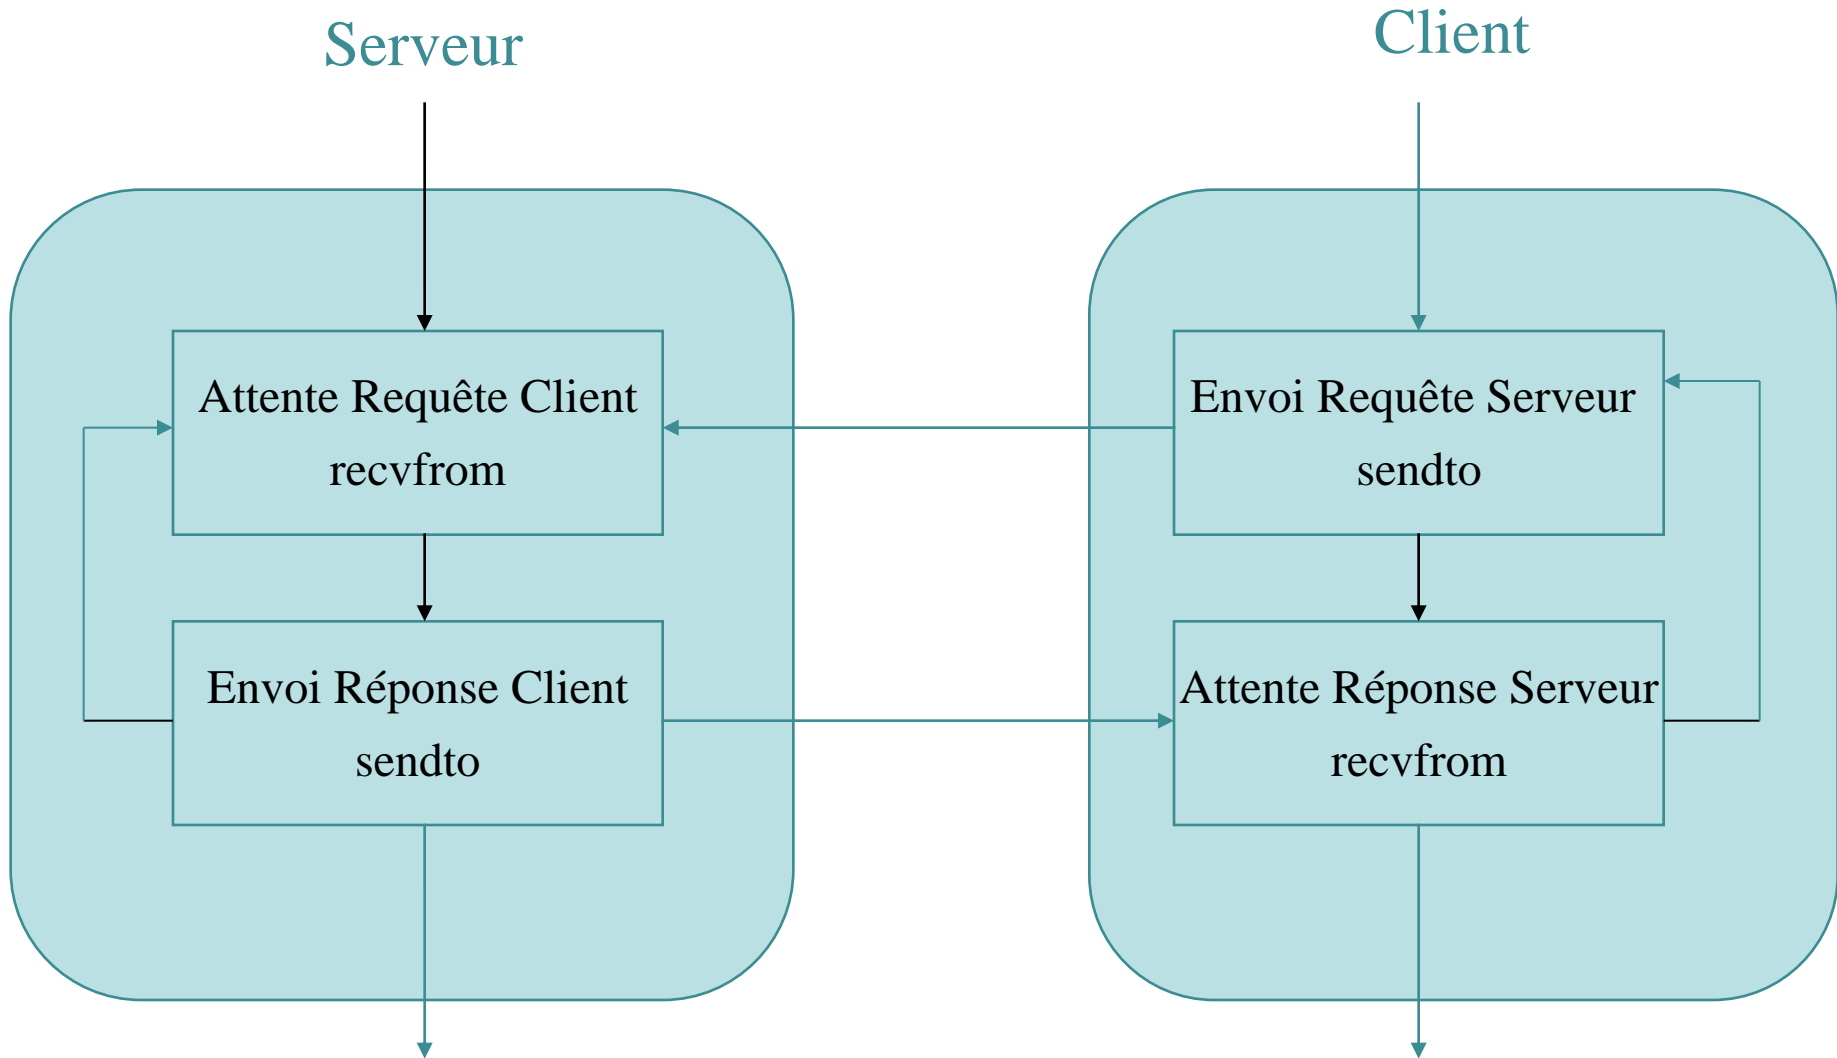 Serveur
Client
Attente Requête Client
recvfrom
Envoi Requête Serveur
sendto
Envoi Réponse Client
sendto
Attente Réponse Serveur
recvfrom